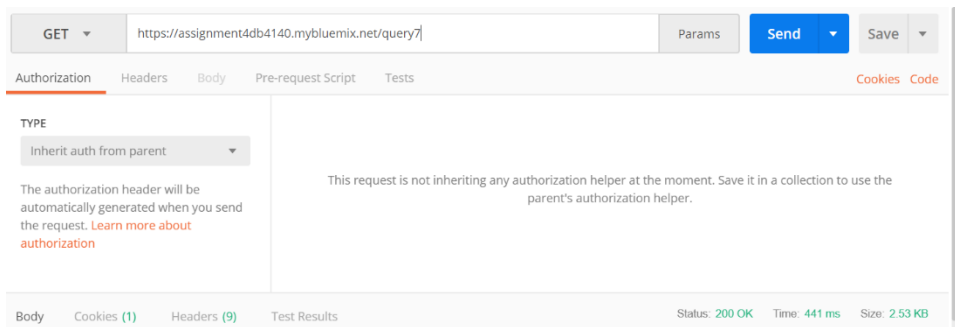 GET https://assignment4db4140.mybluemix.net/query7 Params Send Save
Authorization Headers Body Pre-request Script Tests Cookies Code
TYPE
Inherit auth from parent
The authorization header will be
automatically generated when you send
the request. Learn more about
authorization
This request is not inheriting any authorization helper at the moment. Save it in a collection to use the
parent's authorization helper.
Body Cookies (1) Headers (9) Test Results Status: 200 OK Time: 441 ms Size: 2.53 KB